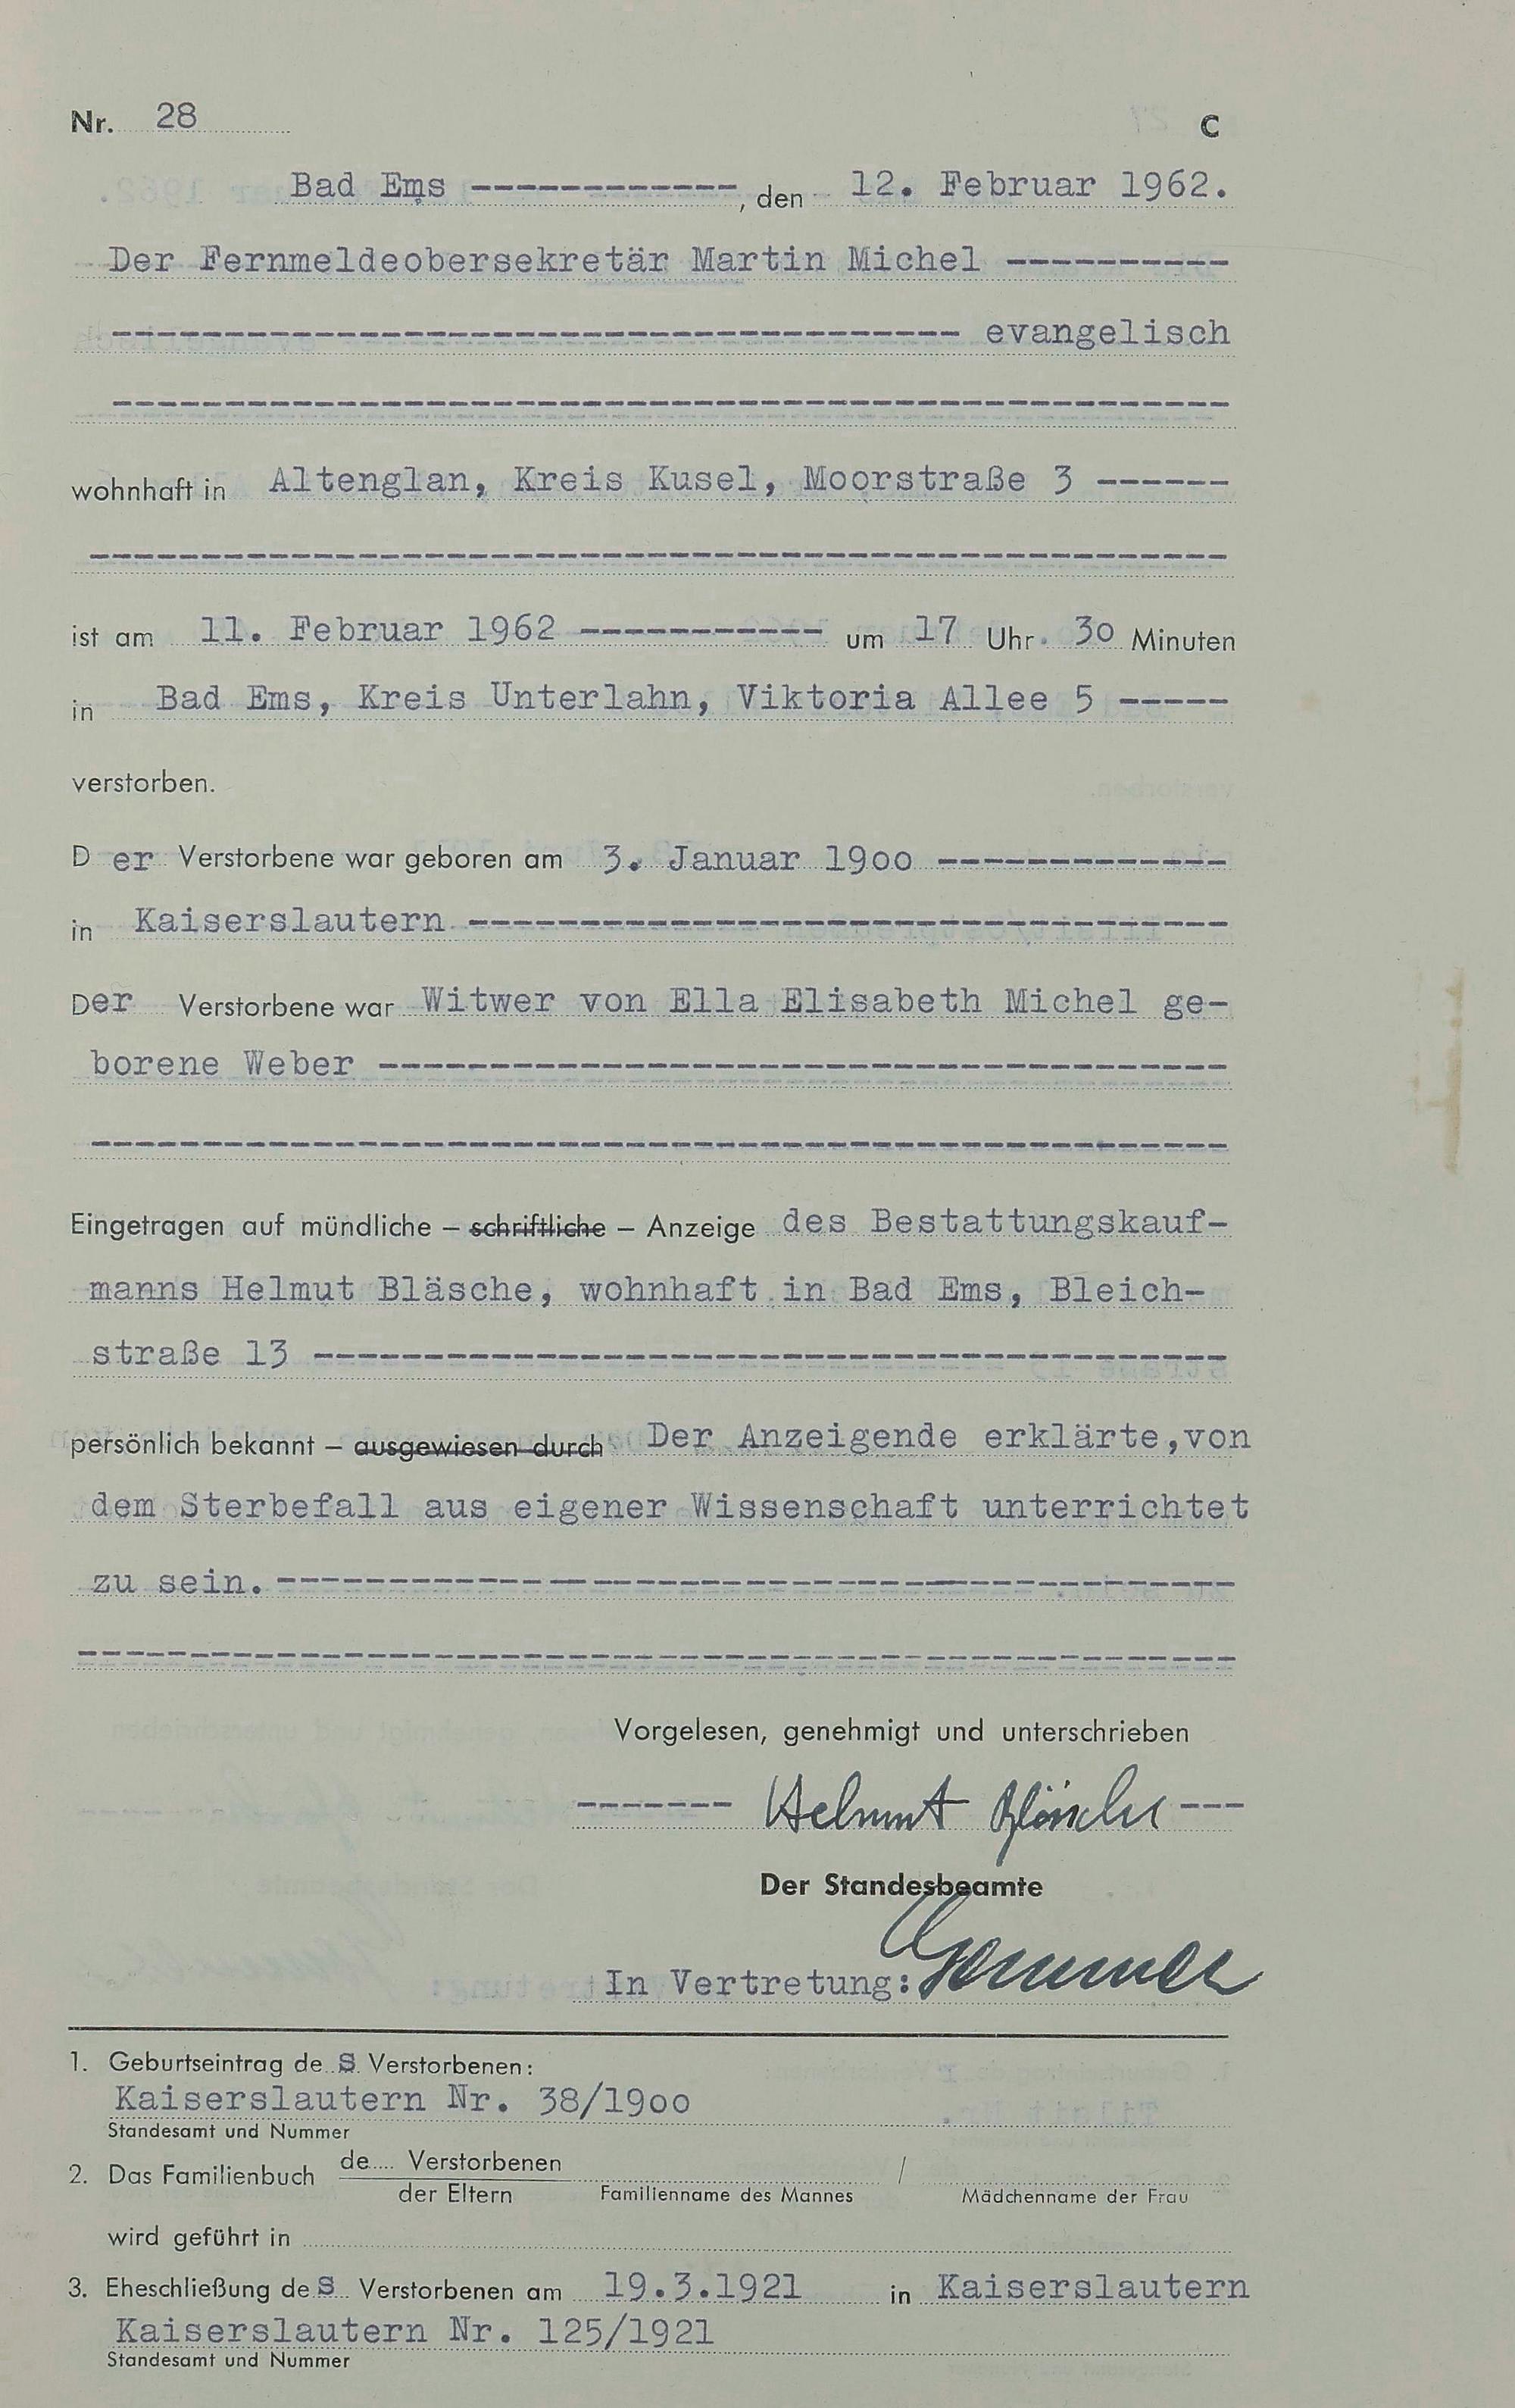 Nr. 28 C
Bad Ems ------------, den 12. Februar 1962.
Der Fernmeldeobersekretär Martin Michel ----------
-------------------------------------- evangelisch
--------------------------------------------------
wohnhaft in Altenglan, Kreis Kusel, Moorstraße 3 ------
---------------------------------------------------
ist am 11. Februar 1962 ----------- um 17 Uhr 30 Minuten
in Bad Ems, Kreis Unterlahn, Viktoria Allee 5 -----
verstorben.
Der Verstorbene war geboren am 3. Januar 19oo -------------
in Kaiserslautern ----------------------------------
Der Verstorbene war Witwer von Ella Elisabeth Michel ge-
borene Weber --------------------------------------
---------------------------------------------------
Eingetragen auf mündliche – schriftliche – Anzeige des Bestattungskauf-
manns Helmut Bläsche, wohnhaft in Bad Ems, Bleich-
straße 13 -----------------------------------------
persönlich bekannt – ausgewiesen durch Der Anzeigende erklärte,von
dem Sterbefall aus eigener Wissenschaft unterrichtet
zu sein. -------------------------------------------
----------------------------------------------------
Vorgelesen, genehmigt und unterschrieben
------- Helmut Bläsche ---
Der Standesbeamte
In Vertretung:
1. Geburtseintrag des Verstorbenen:
Kaiserslautern Nr. 38/19oo
Standesamt und Nummer
2. Das Familienbuch de.... Verstorbenen /
der Eltern Familienname des Mannes Mädchenname der Frau
wird geführt in
3. Eheschließung des Verstorbenen am 19.3.1921 in Kaiserslautern
Kaiserslautern Nr. 125/1921
Standesamt und Nummer